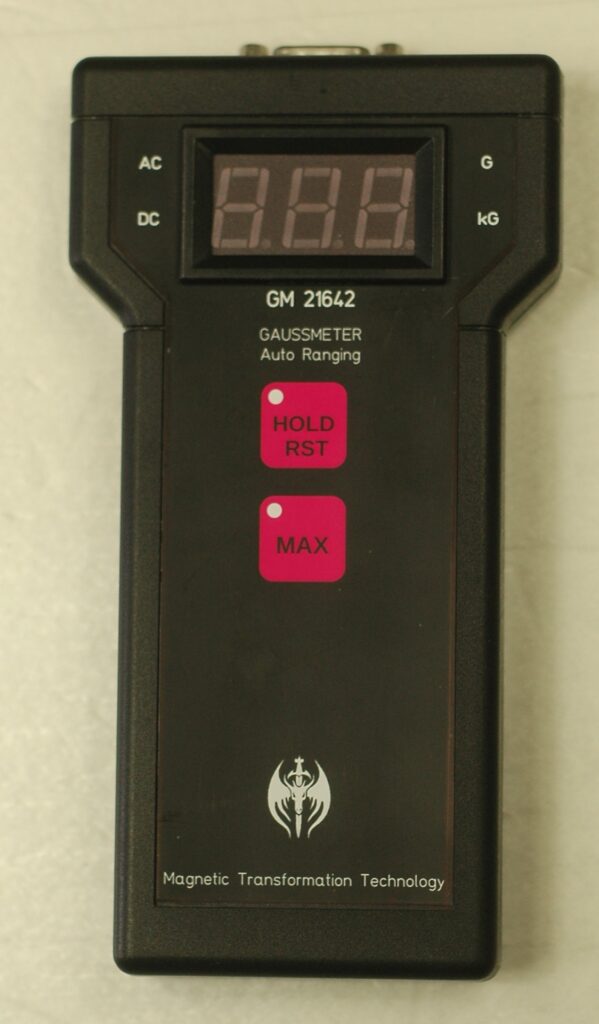 AC
G
DC
kG
GM 21642
GAUSSMETER
Auto Ranging
HOLD
RST
MAX
Magnetic Transformation Technology